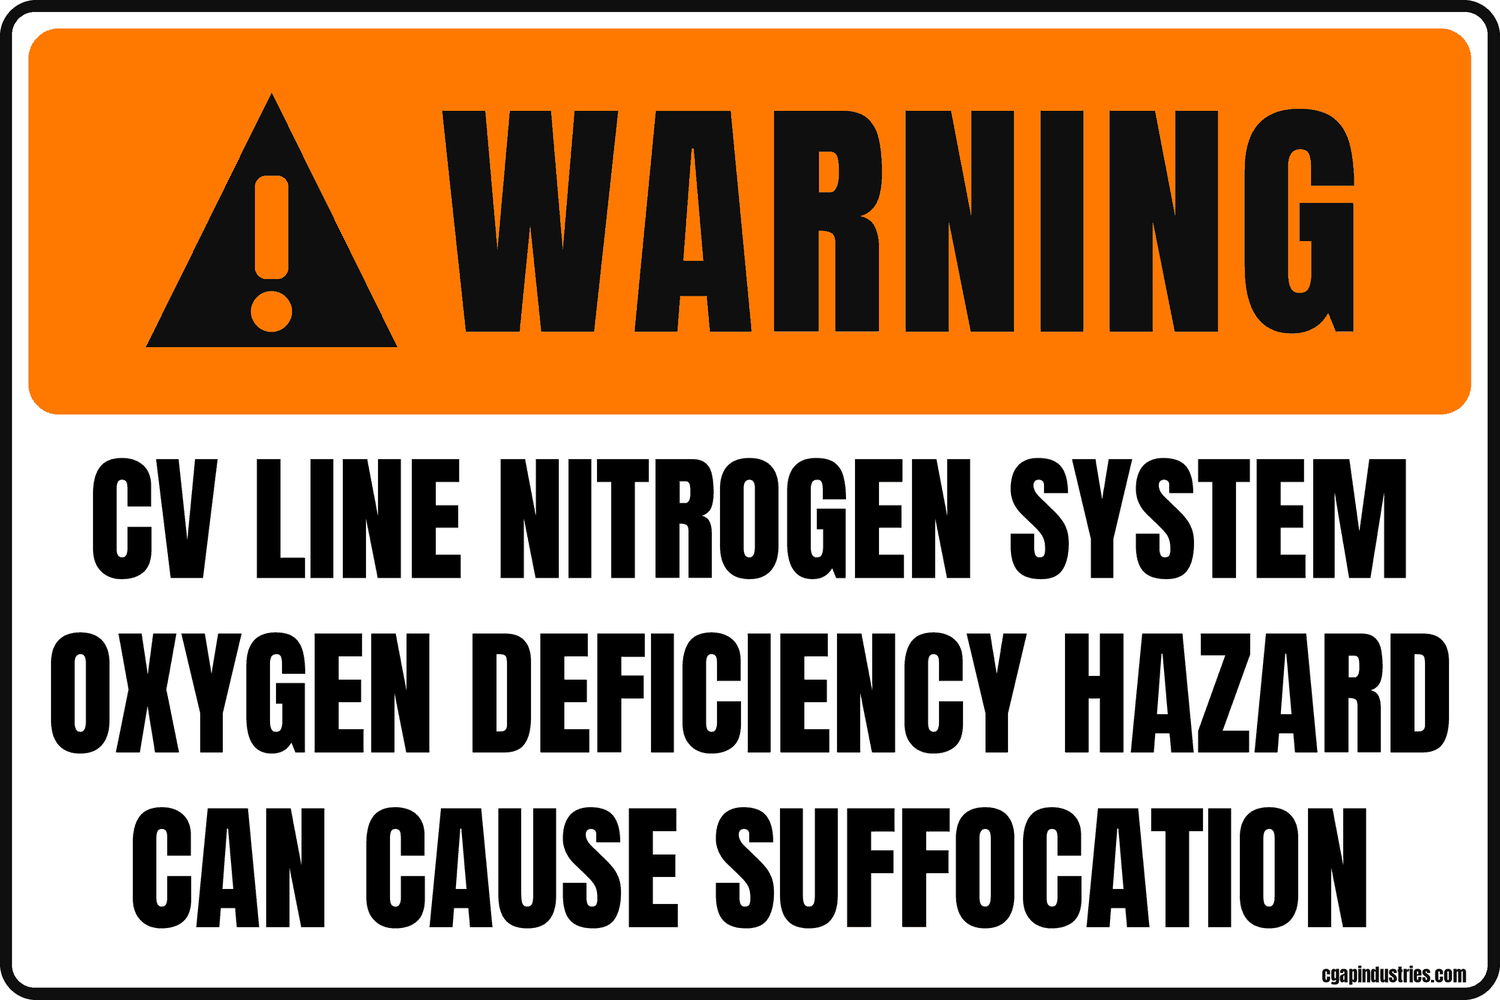 WARNING
CV LINE NITROGEN SYSTEM
OXYGEN DEFICIENCY HAZARD
CAN CAUSE SUFFOCATION
cgapindustries.com